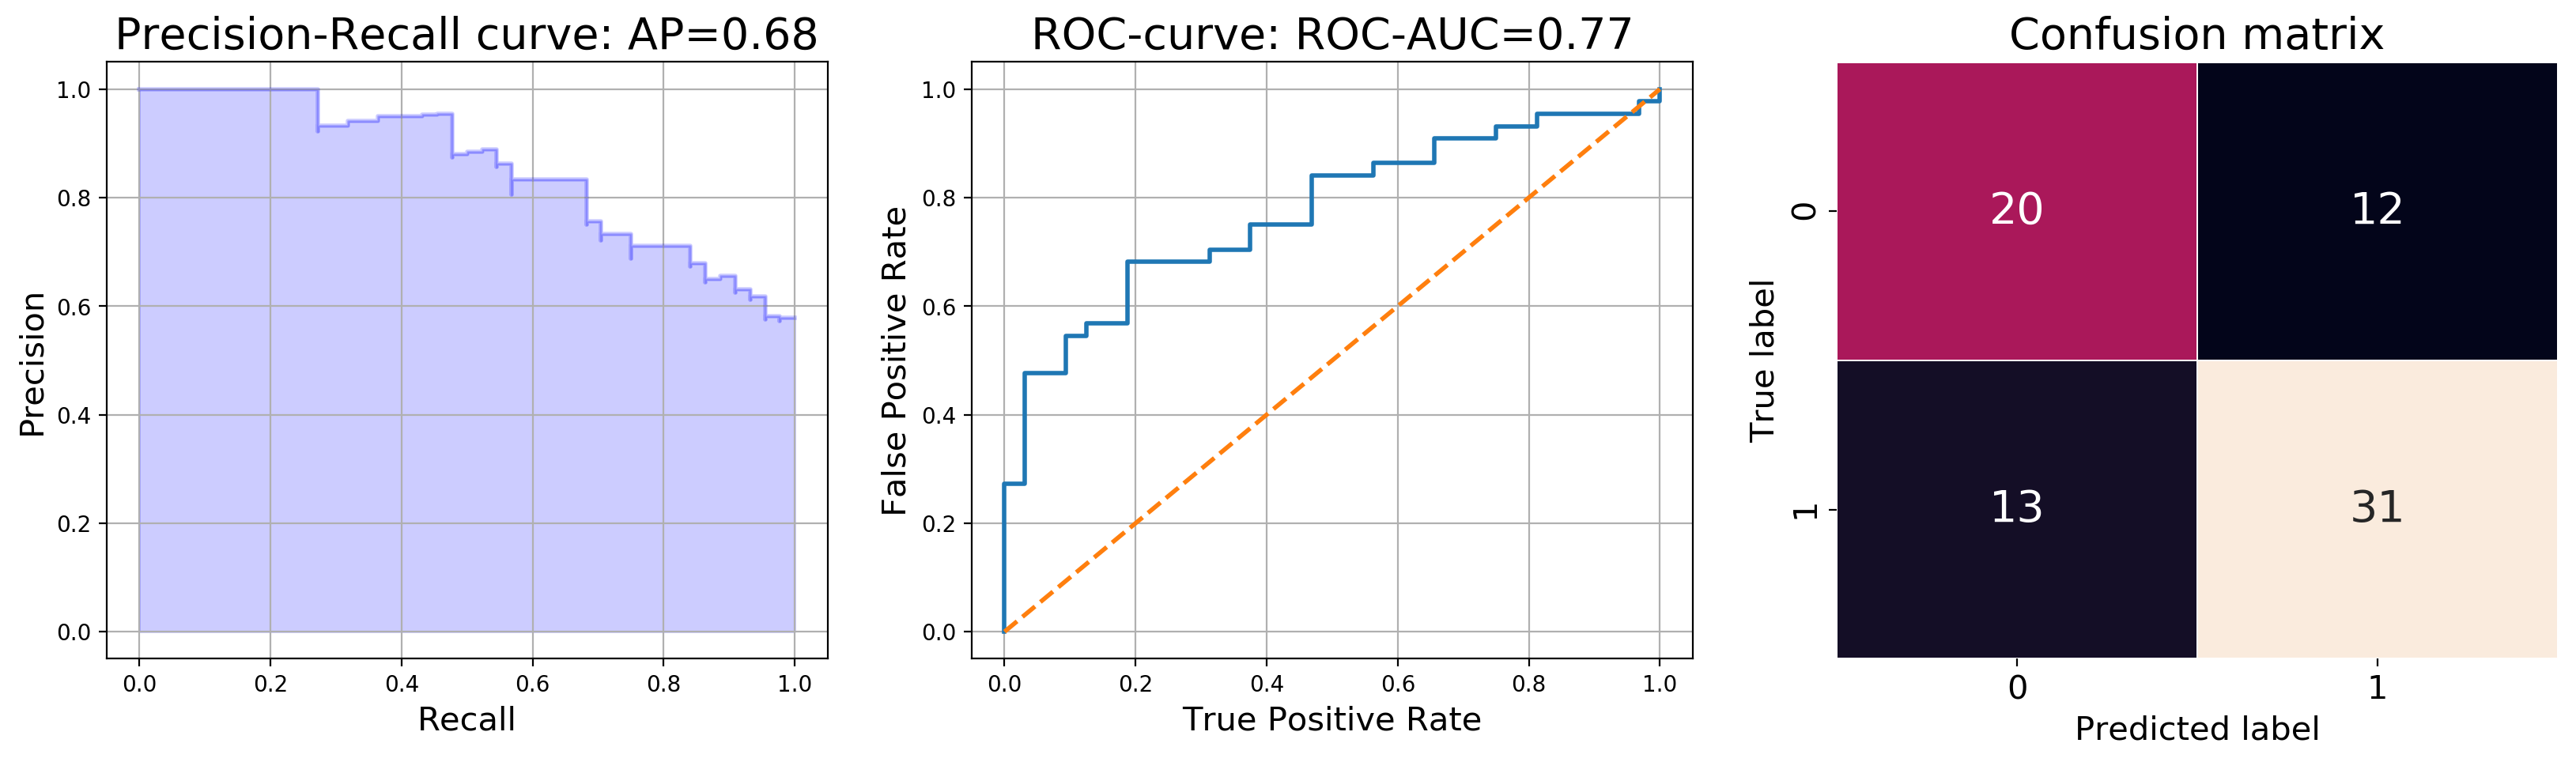 Precision-Recall curve: AP=0.68
1.0
0.8
0.6
0.4
0.2
0.0
Precision
0.0 0.2 0.4 0.6 0.8 1.0
Recall
ROC-curve: ROC-AUC=0.77
1.0
0.8
0.6
0.4
0.2
0.0
False Positive Rate
0.0 0.2 0.4 0.6 0.8 1.0
True Positive Rate
Confusion matrix
0
1
True label
20 12
13 31
0 1
Predicted label